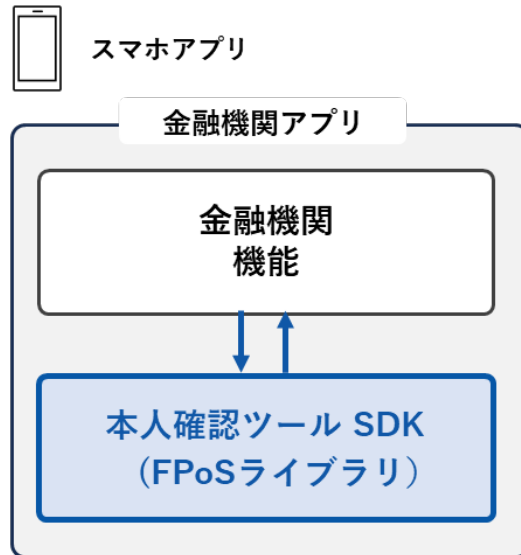 スマホアプリ
金融機関アプリ
金融機関
機能
本人確認ツール SDK
（FPoSライブラリ）